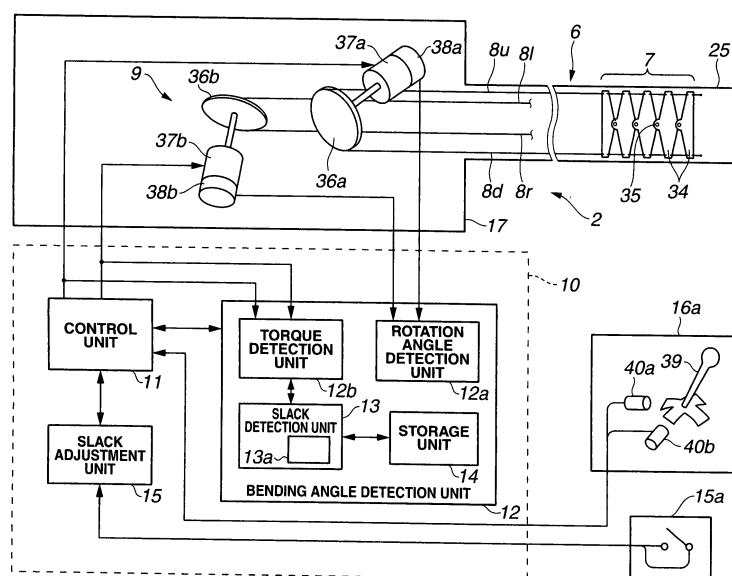 37a 38a 8u 8l 6 7 25
9 36b
37b
38b
36a
8d 8r 35 34
17 2
10
CONTROL
UNIT
11
TORQUE
DETECTION
UNIT
12b
ROTATION
ANGLE
DETECTION
UNIT
12a
16a
39
40a
40b
SLACK
DETECTION UNIT
13
13a
STORAGE
UNIT
14
SLACK
ADJUSTMENT
UNIT
15
BENDING ANGLE DETECTION UNIT
12
15a